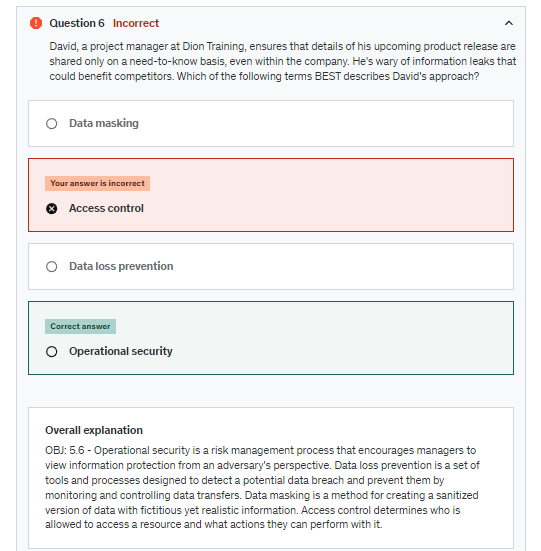 Question 6 Incorrect
David, a project manager at Dion Training, ensures that details of his upcoming product release are
shared only on a need-to-know basis, even within the company. He's wary of information leaks that
could benefit competitors. Which of the following terms BEST describes David's approach?
Data masking
Your answer is incorrect
Access control
Data loss prevention
Correct answer
Operational security
Overall explanation
OBJ: 5.6 - Operational security is a risk management process that encourages managers to
view information protection from an adversary's perspective. Data loss prevention is a set of
tools and processes designed to detect a potential data breach and prevent them by
monitoring and controlling data transfers. Data masking is a method for creating a sanitized
version of data with fictitious yet realistic information. Access control determines who is
allowed to access a resource and what actions they can perform with it.